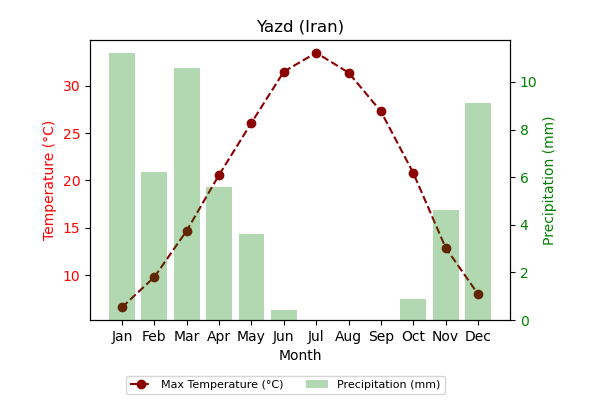 Yazd (Iran)
Temperature (°C)
30
25
20
15
10
10
8
6
4
2
0
Precipitation (mm)
Jan Feb Mar Apr May Jun Jul Aug Sep Oct Nov Dec
Month
Max Temperature (°C) Precipitation (mm)